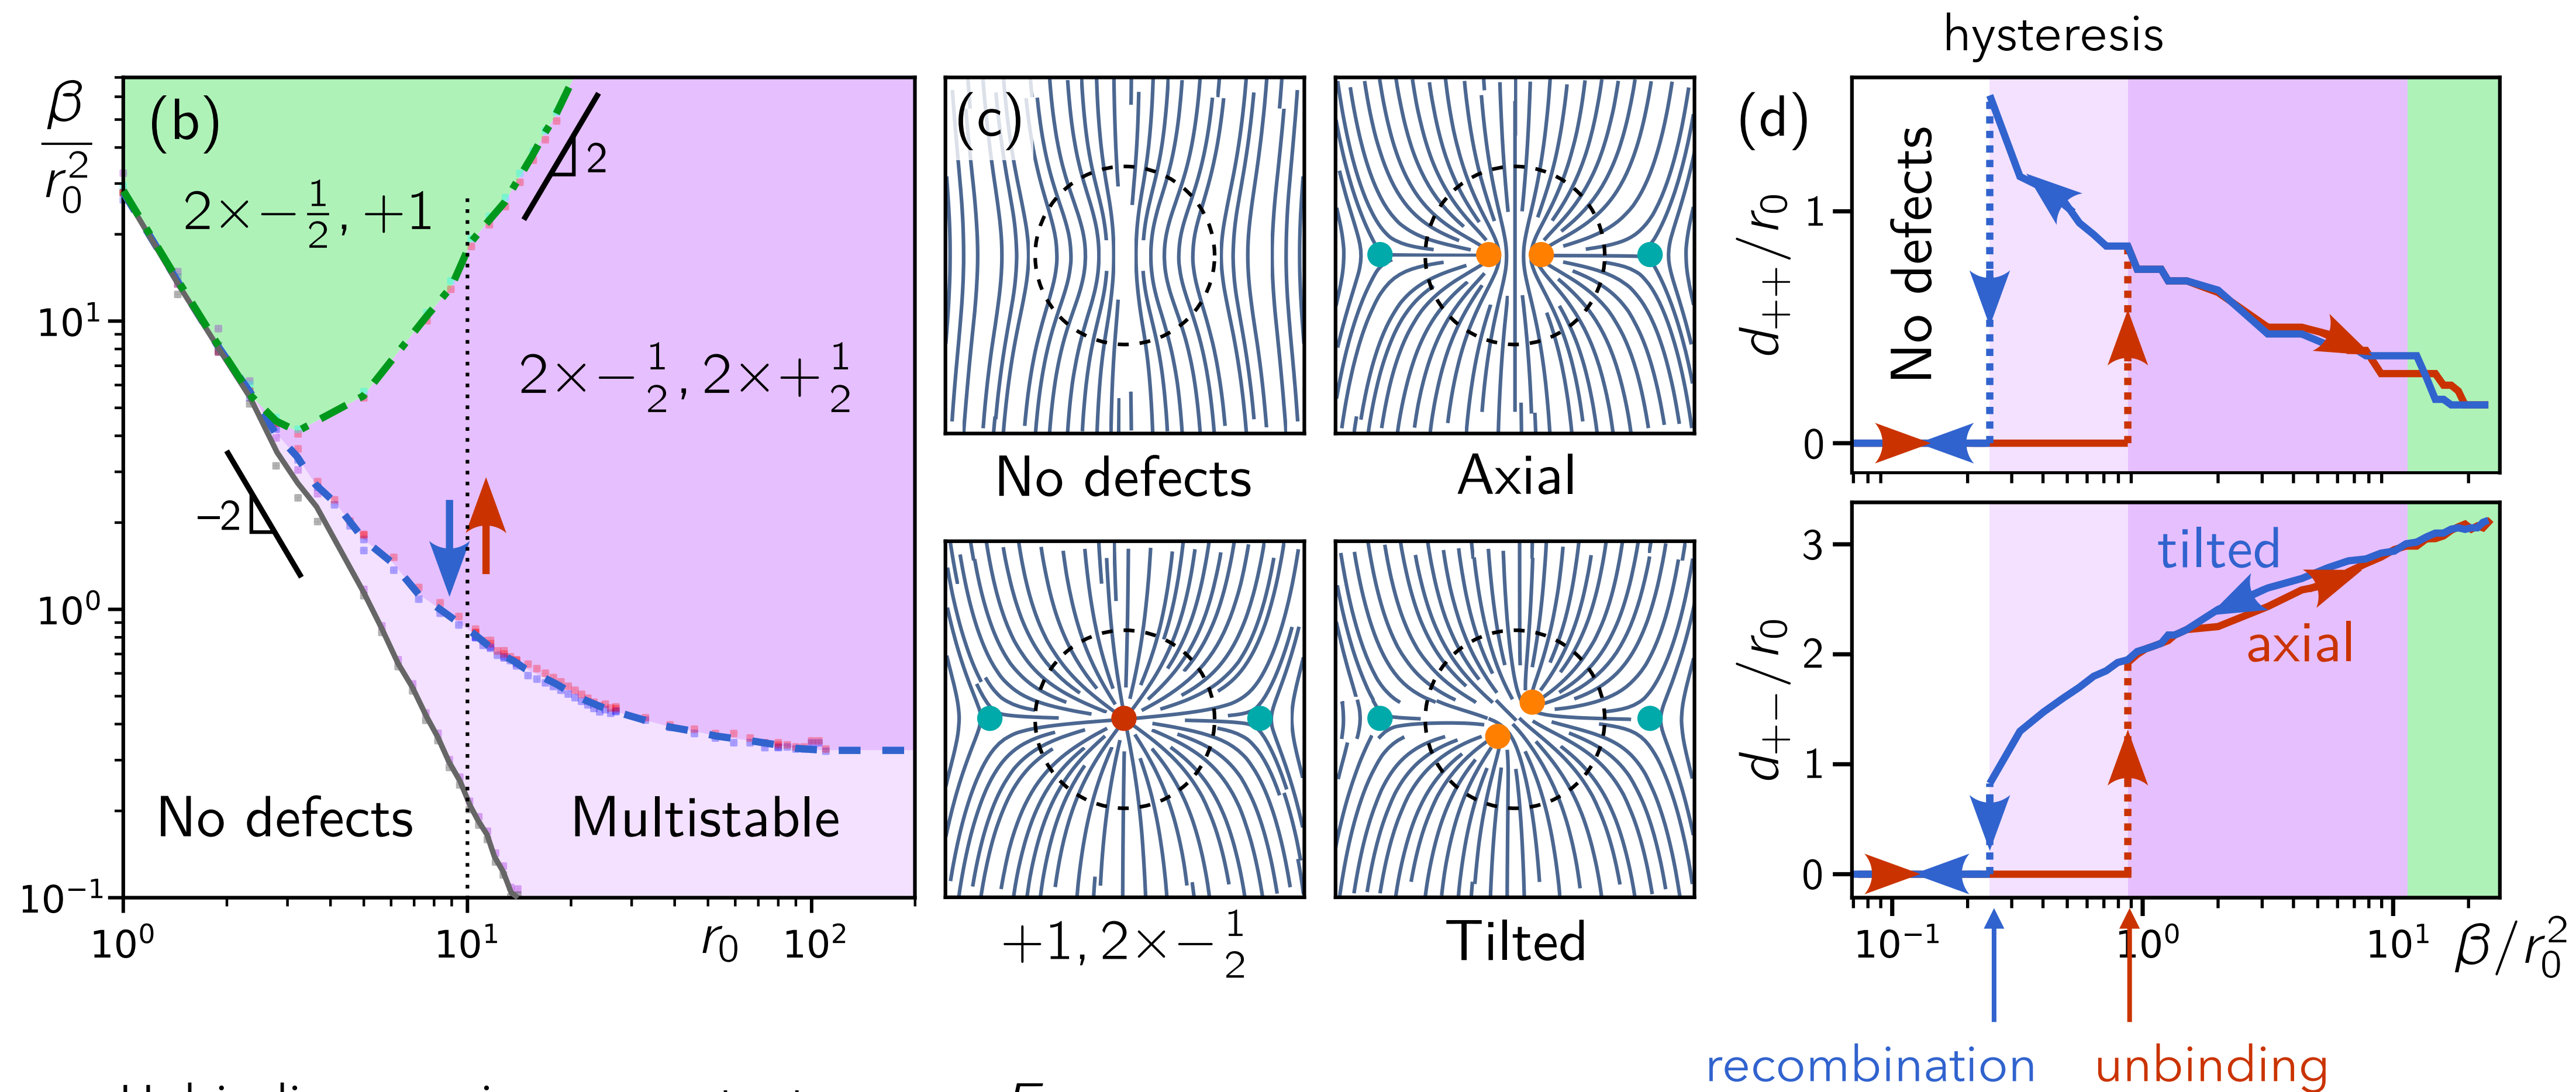 hysteresis
β/r₀²
(b)
2×−1/2, +1
2
2×−1/2, 2×+1/2
−2
No defects
Multistable
10¹
10⁰
10⁻¹
10⁰
10¹
r₀
10²
(c)
No defects
Axial
+1, 2×−1/2
Tilted
(d)
d₊₊/r₀
1
0
No defects
d₊₋/r₀
3
2
1
0
tilted
axial
10⁻¹
10⁰
10¹
β/r₀²
recombination
unbinding